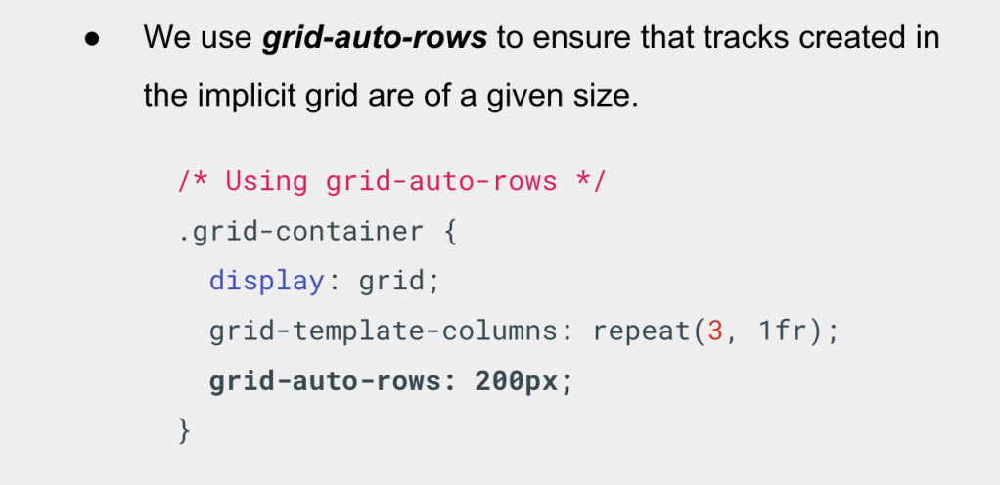 ● We use grid-auto-rows to ensure that tracks created in
the implicit grid are of a given size.
/* Using grid-auto-rows */
.grid-container {
display: grid;
grid-template-columns: repeat(3, 1fr);
grid-auto-rows: 200px;
}